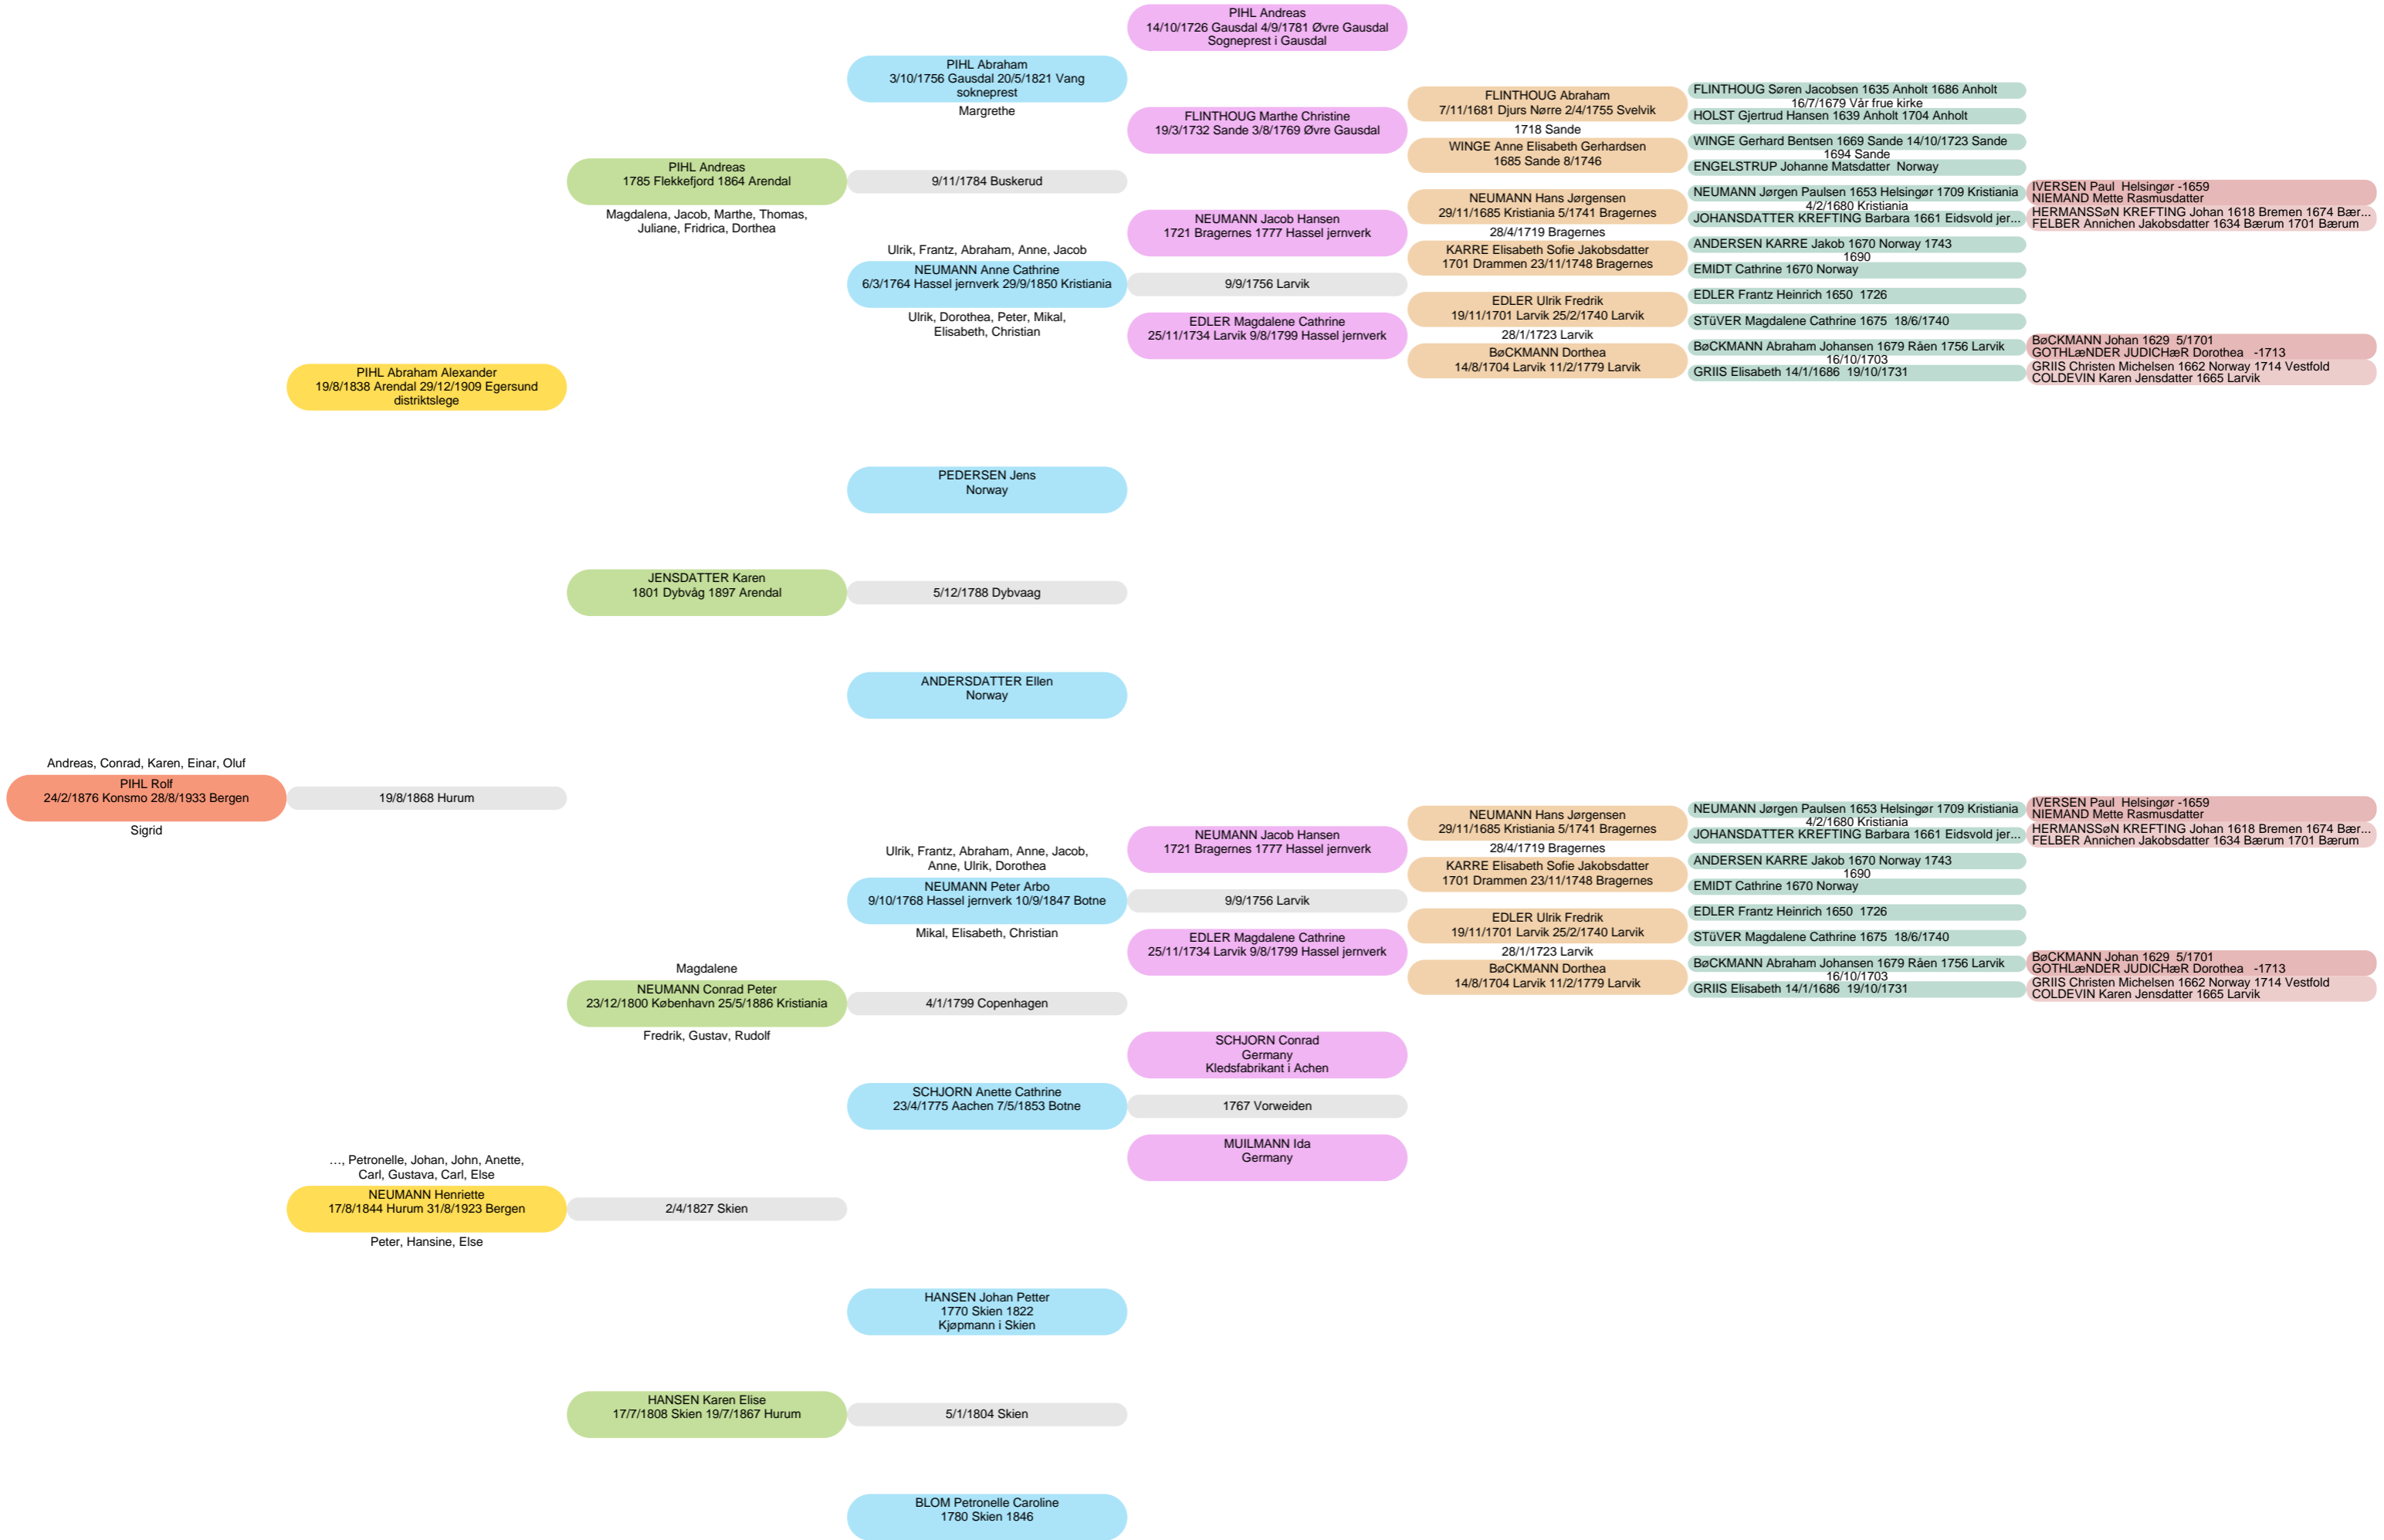 Andreas, Conrad, Karen, Einar, Oluf
PIHL Rolf
24/2/1876 Konsmo 28/8/1933 Bergen
Sigrid
PIHL Abraham Alexander
19/8/1838 Arendal 29/12/1909 Egersund
distriktslege
19/8/1868 Hurum
…, Petronelle, Johan, John, Anette,
Carl, Gustava, Carl, Else
NEUMANN Henriette
17/8/1844 Hurum 31/8/1923 Bergen
Peter, Hansine, Else
PIHL Andreas
1785 Flekkefjord 1864 Arendal
Magdalena, Jacob, Marthe, Thomas,
Juliane, Fridrica, Dorthea
JENSDATTER Karen
1801 Dybvåg 1897 Arendal
Magdalene
NEUMANN Conrad Peter
23/12/1800 København 25/5/1886 Kristiania
Fredrik, Gustav, Rudolf
2/4/1827 Skien
HANSEN Karen Elise
17/7/1808 Skien 19/7/1867 Hurum
PIHL Abraham
3/10/1756 Gausdal 20/5/1821 Vang
sokneprest
Margrethe
9/11/1784 Buskerud
Ulrik, Frantz, Abraham, Anne, Jacob
NEUMANN Anne Cathrine
6/3/1764 Hassel jernverk 29/9/1850 Kristiania
Ulrik, Dorothea, Peter, Mikal,
Elisabeth, Christian
PEDERSEN Jens
Norway
5/12/1788 Dybvaag
ANDERSDATTER Ellen
Norway
Ulrik, Frantz, Abraham, Anne, Jacob,
Anne, Ulrik, Dorothea
NEUMANN Peter Arbo
9/10/1768 Hassel jernverk 10/9/1847 Botne
Mikal, Elisabeth, Christian
4/1/1799 Copenhagen
SCHJORN Anette Cathrine
23/4/1775 Aachen 7/5/1853 Botne
HANSEN Johan Petter
1770 Skien 1822
Kjøpmann i Skien
5/1/1804 Skien
BLOM Petronelle Caroline
1780 Skien 1846
PIHL Andreas
14/10/1726 Gausdal 4/9/1781 Øvre Gausdal
Sogneprest i Gausdal
FLINTHOUG Marthe Christine
19/3/1732 Sande 3/8/1769 Øvre Gausdal
NEUMANN Jacob Hansen
1721 Bragernes 1777 Hassel jernverk
9/9/1756 Larvik
EDLER Magdalene Cathrine
25/11/1734 Larvik 9/8/1799 Hassel jernverk
NEUMANN Jacob Hansen
1721 Bragernes 1777 Hassel jernverk
9/9/1756 Larvik
EDLER Magdalene Cathrine
25/11/1734 Larvik 9/8/1799 Hassel jernverk
SCHJORN Conrad
Germany
Kledsfabrikant i Achen
1767 Vorweiden
MUILMANN Ida
Germany
FLINTHOUG Abraham
7/11/1681 Djurs Nørre 2/4/1755 Svelvik
1718 Sande
WINGE Anne Elisabeth Gerhardsen
1685 Sande 8/1746
NEUMANN Hans Jørgensen
29/11/1685 Kristiania 5/1741 Bragernes
28/4/1719 Bragernes
KARRE Elisabeth Sofie Jakobsdatter
1701 Drammen 23/11/1748 Bragernes
EDLER Ulrik Fredrik
19/11/1701 Larvik 25/2/1740 Larvik
28/1/1723 Larvik
BøCKMANN Dorthea
14/8/1704 Larvik 11/2/1779 Larvik
NEUMANN Hans Jørgensen
29/11/1685 Kristiania 5/1741 Bragernes
28/4/1719 Bragernes
KARRE Elisabeth Sofie Jakobsdatter
1701 Drammen 23/11/1748 Bragernes
EDLER Ulrik Fredrik
19/11/1701 Larvik 25/2/1740 Larvik
28/1/1723 Larvik
BøCKMANN Dorthea
14/8/1704 Larvik 11/2/1779 Larvik
FLINTHOUG Søren Jacobsen 1635 Anholt 1686 Anholt
16/7/1679 Vår frue kirke
HOLST Gjertrud Hansen 1639 Anholt 1704 Anholt
WINGE Gerhard Bentsen 1669 Sande 14/10/1723 Sande
1694 Sande
ENGELSTRUP Johanne Matsdatter Norway
NEUMANN Jørgen Paulsen 1653 Helsingør 1709 Kristiania
4/2/1680 Kristiania
JOHANSDATTER KREFTING Barbara 1661 Eidsvold jer...
ANDERSEN KARRE Jakob 1670 Norway 1743
1690
EMIDT Cathrine 1670 Norway
EDLER Frantz Heinrich 1650 1726
STüVER Magdalene Cathrine 1675 18/6/1740
BøCKMANN Abraham Johansen 1679 Råen 1756 Larvik
16/10/1703
GRIIS Elisabeth 14/1/1686 19/10/1731
NEUMANN Jørgen Paulsen 1653 Helsingør 1709 Kristiania
4/2/1680 Kristiania
JOHANSDATTER KREFTING Barbara 1661 Eidsvold jer...
ANDERSEN KARRE Jakob 1670 Norway 1743
1690
EMIDT Cathrine 1670 Norway
EDLER Frantz Heinrich 1650 1726
STüVER Magdalene Cathrine 1675 18/6/1740
BøCKMANN Abraham Johansen 1679 Råen 1756 Larvik
16/10/1703
GRIIS Elisabeth 14/1/1686 19/10/1731
IVERSEN Paul Helsingør -1659
NIEMAND Mette Rasmusdatter
HERMANSSøN KREFTING Johan 1618 Bremen 1674 Bær...
FELBER Annichen Jakobsdatter 1634 Bærum 1701 Bærum
BøCKMANN Johan 1629 5/1701
GOTHLæNDER JUDICHæR Dorothea -1713
GRIIS Christen Michelsen 1662 Norway 1714 Vestfold
COLDEVIN Karen Jensdatter 1665 Larvik
IVERSEN Paul Helsingør -1659
NIEMAND Mette Rasmusdatter
HERMANSSøN KREFTING Johan 1618 Bremen 1674 Bær...
FELBER Annichen Jakobsdatter 1634 Bærum 1701 Bærum
BøCKMANN Johan 1629 5/1701
GOTHLæNDER JUDICHæR Dorothea -1713
GRIIS Christen Michelsen 1662 Norway 1714 Vestfold
COLDEVIN Karen Jensdatter 1665 Larvik